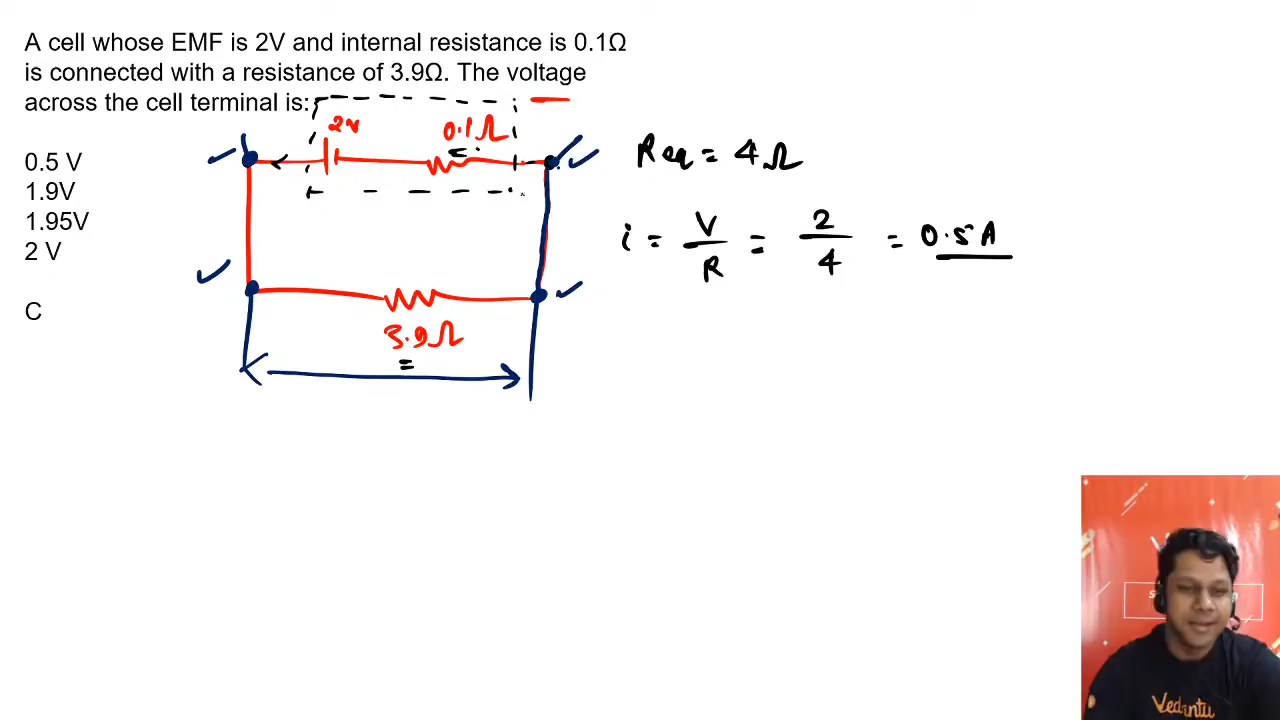 A cell whose EMF is 2V and internal resistance is 0.1Ω
is connected with a resistance of 3.9Ω. The voltage
across the cell terminal is:
2v
0.1Ω
Req = 4Ω
0.5 V
1.9V
1.95V
2 V
i = V/R = 2/4 = 0.5A
C
3.9Ω
Vedantu